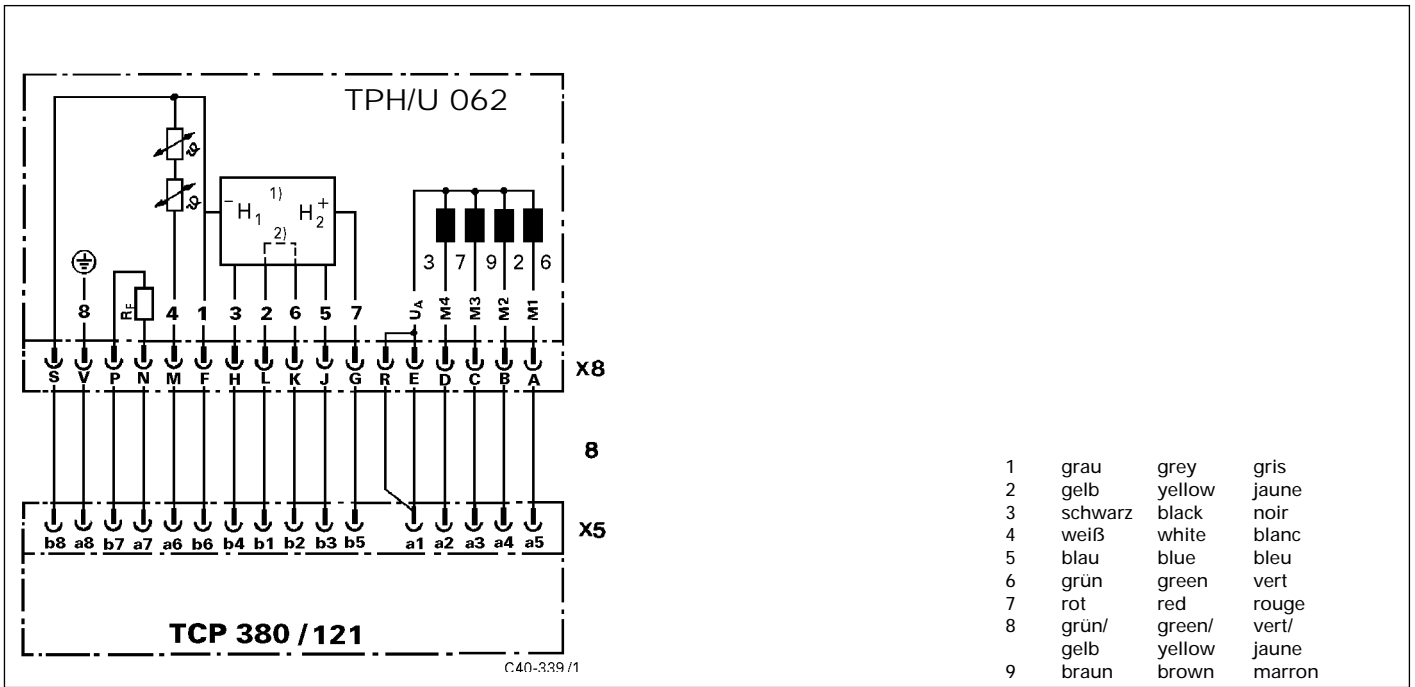 TPH/U 062
1)
− H1 H2 +
2)
3 7 9 2 6
8 RF 4 1 3 2 6 5 7 UA M4 M3 M2 M1
S V P N M F H L K J G R E D C B A
X8
8
b8 a8 b7 a7 a6 b6 b4 b1 b2 b3 b5 a1 a2 a3 a4 a5
X5
TCP 380 / 121
C40-339/1
1 grau grey gris
2 gelb yellow jaune
3 schwarz black noir
4 weiß white blanc
5 blau blue bleu
6 grün green vert
7 rot red rouge
8 grün/ green/ vert/
gelb yellow jaune
9 braun brown marron